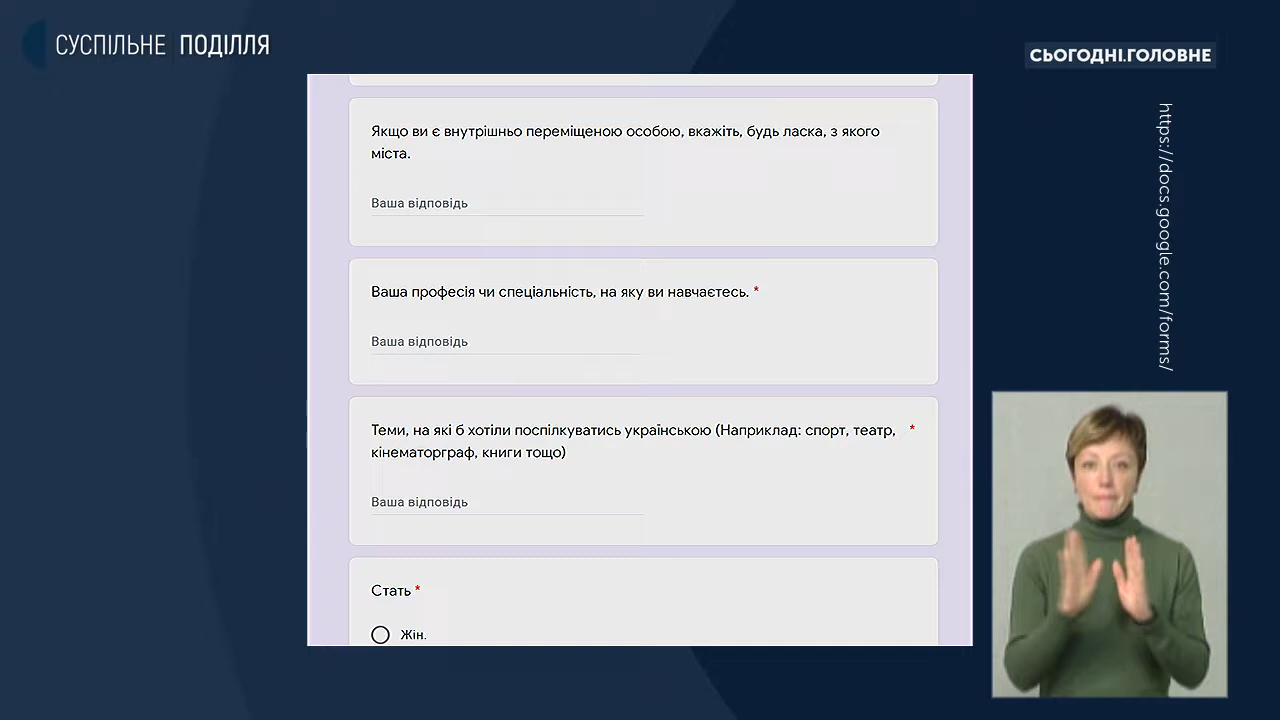 СУСПІЛЬНЕ ПОДІЛЛЯ
СЬОГОДНІ.ГОЛОВНЕ
https://docs.google.com/forms/
Якщо ви є внутрішньо переміщеною особою, вкажіть, будь ласка, з якого
міста.
Ваша відповідь
Ваша професія чи спеціальність, на яку ви навчаєтесь. *
Ваша відповідь
Теми, на які б хотіли поспілкуватись українською (Наприклад: спорт, театр, *
кінематорграф, книги тощо)
Ваша відповідь
Стать *
Жін.